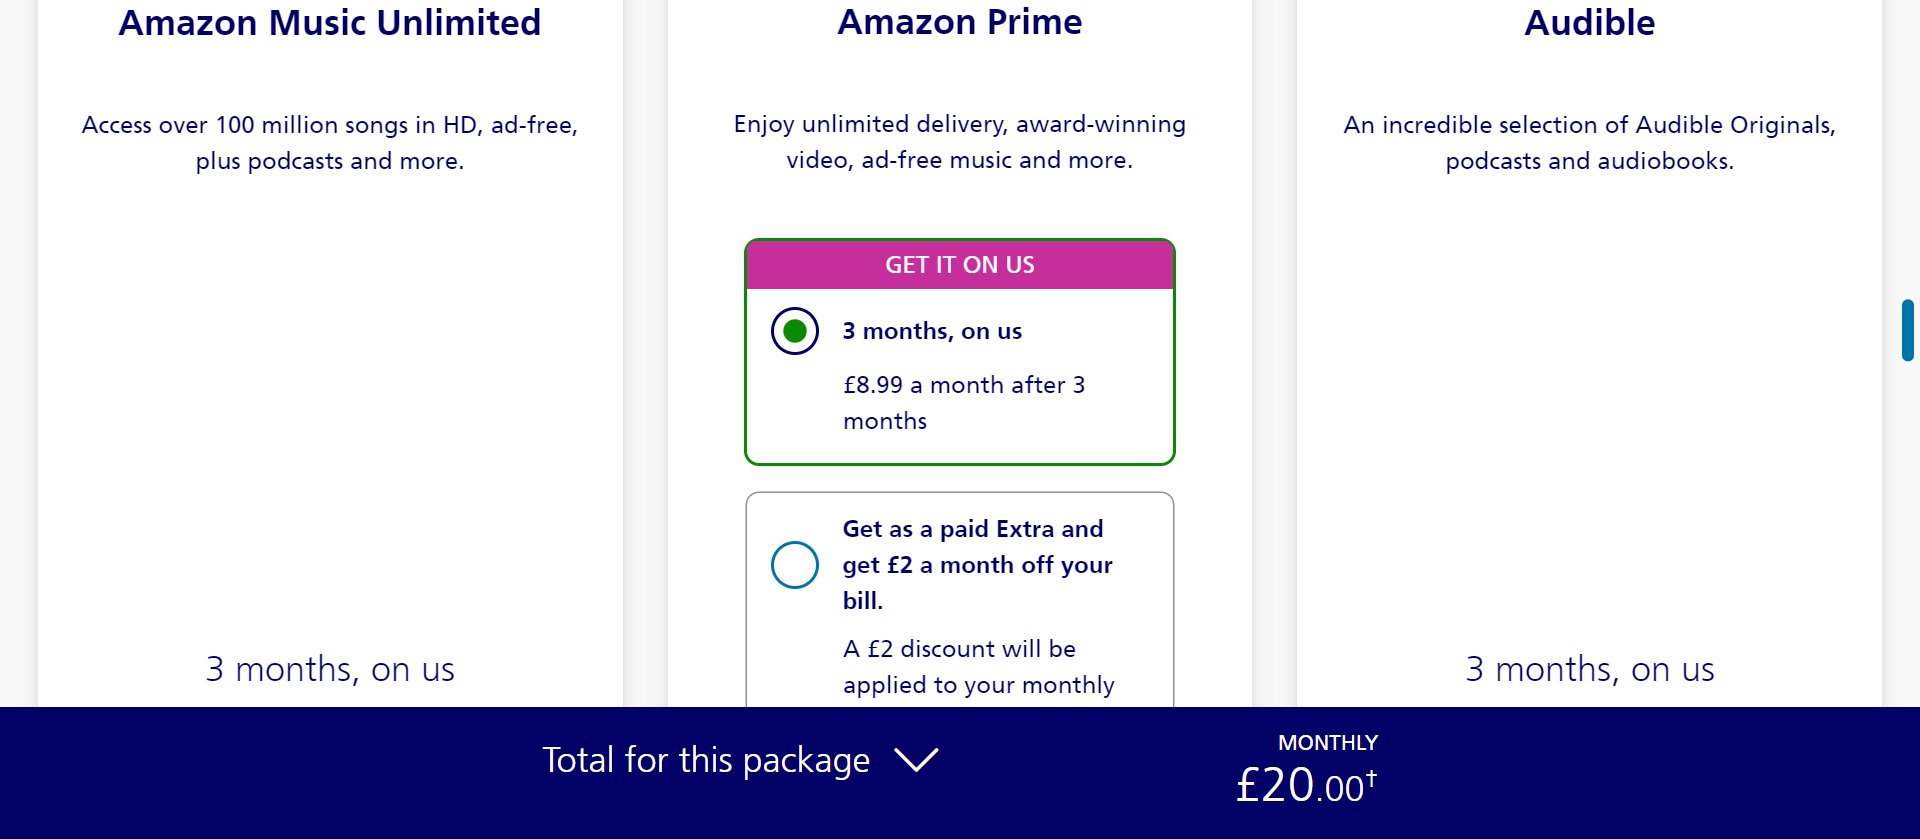 Amazon Music Unlimited
Access over 100 million songs in HD, ad-free,
plus podcasts and more.
3 months, on us
Amazon Prime
Enjoy unlimited delivery, award-winning
video, ad-free music and more.
GET IT ON US
3 months, on us
£8.99 a month after 3
months
Get as a paid Extra and
get £2 a month off your
bill.
A £2 discount will be
applied to your monthly
Audible
An incredible selection of Audible Originals,
podcasts and audiobooks.
3 months, on us
Total for this package
MONTHLY
£20.00†